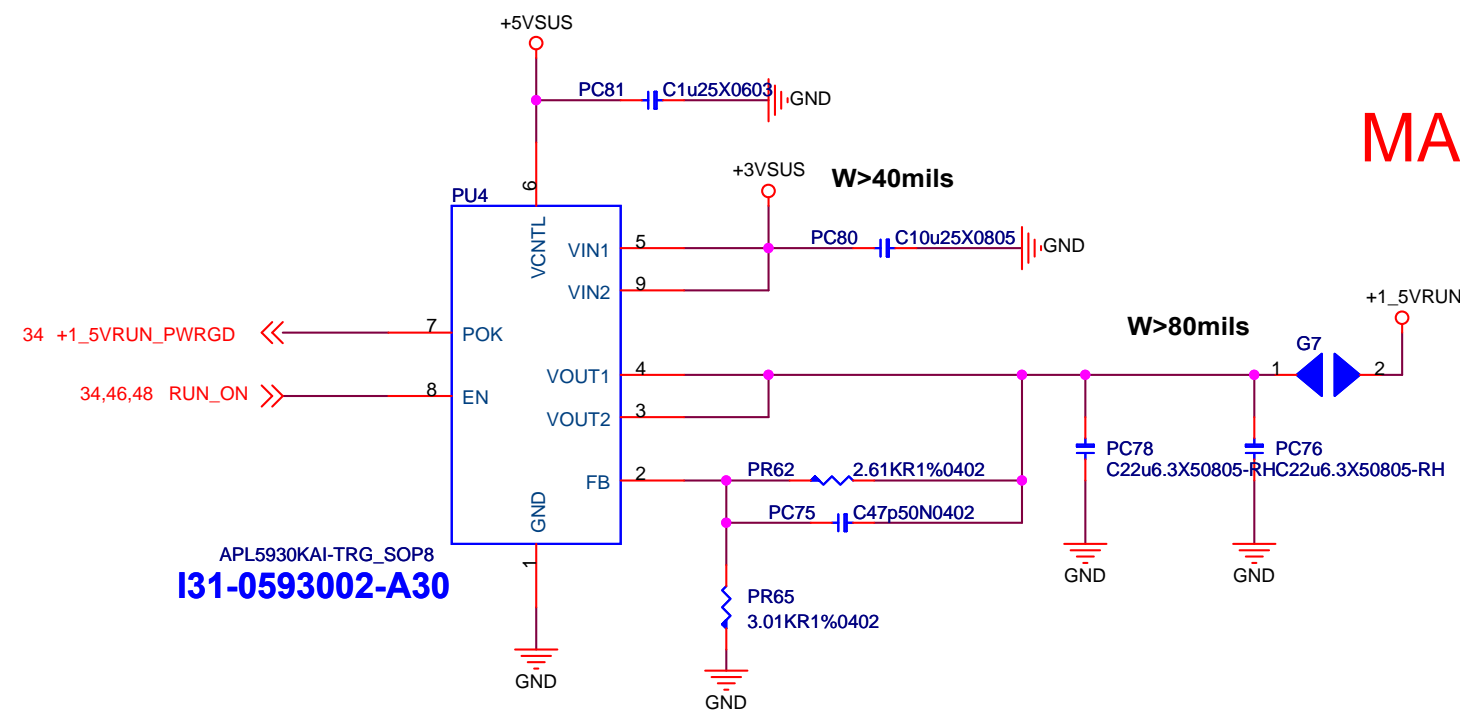 +5VSUS
PC81 C1u25X0603 GND
MA
+3VSUS W>40mils
PU4 6
VCNTL
PC80 C10u25X0805 GND
VIN1 5
VIN2 9
+1_5VRUN
34 +1_5VRUN_PWRGD 7 POK
W>80mils
G7
VOUT1 4 1 2
34,46,48 RUN_ON 8 EN
VOUT2 3
PC78 PC76
C22u6.3X50805-RHC22u6.3X50805-RH
FB 2 PR62 2.61KR1%0402
PC75 C47p50N0402
GND
1
APL5930KAI-TRG_SOP8
I31-0593002-A30
GND GND
PR65
3.01KR1%0402
GND
GND